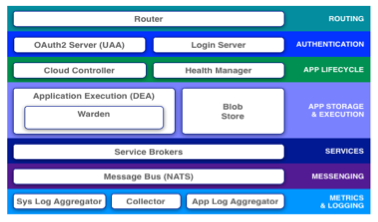 Router
ROUTING
OAuth2 Server (UAA)
Login Server
AUTHENTICATION
Cloud Controller
Health Manager
APP LIFECYCLE
Application Execution (DEA)
Warden
Blob
Store
APP STORAGE
& EXECUTION
Service Brokers
SERVICES
Message Bus (NATS)
MESSENGING
Sys Log Aggregator
Collector
App Log Aggregator
METRICS
& LOGGING